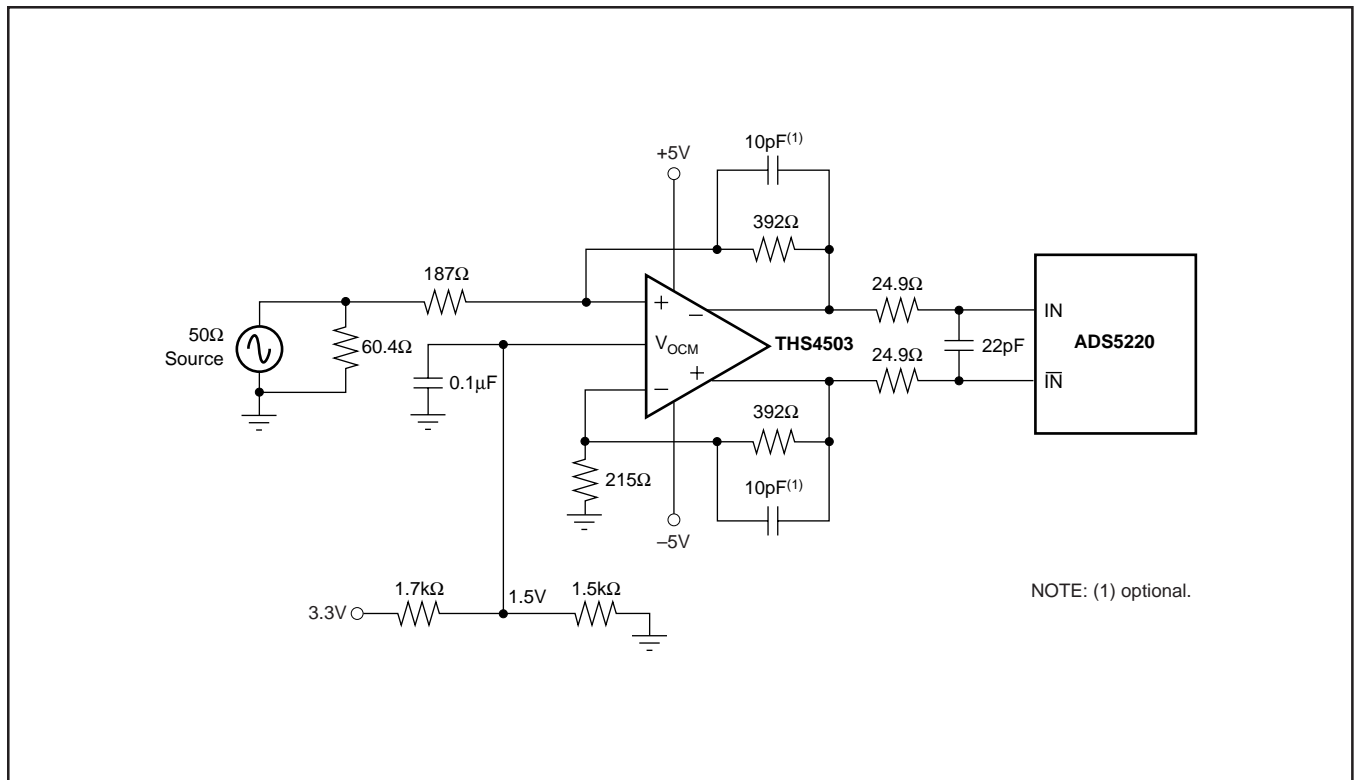 10pF(1)
+5V
392Ω
187Ω
24.9Ω
+
−
IN
50Ω
Source
60.4Ω
VOCM
THS4503
22pF
ADS5220
24.9Ω
0.1µF
+
−
IN
392Ω
215Ω
10pF(1)
–5V
1.7kΩ
1.5V
1.5kΩ
3.3V
NOTE: (1) optional.